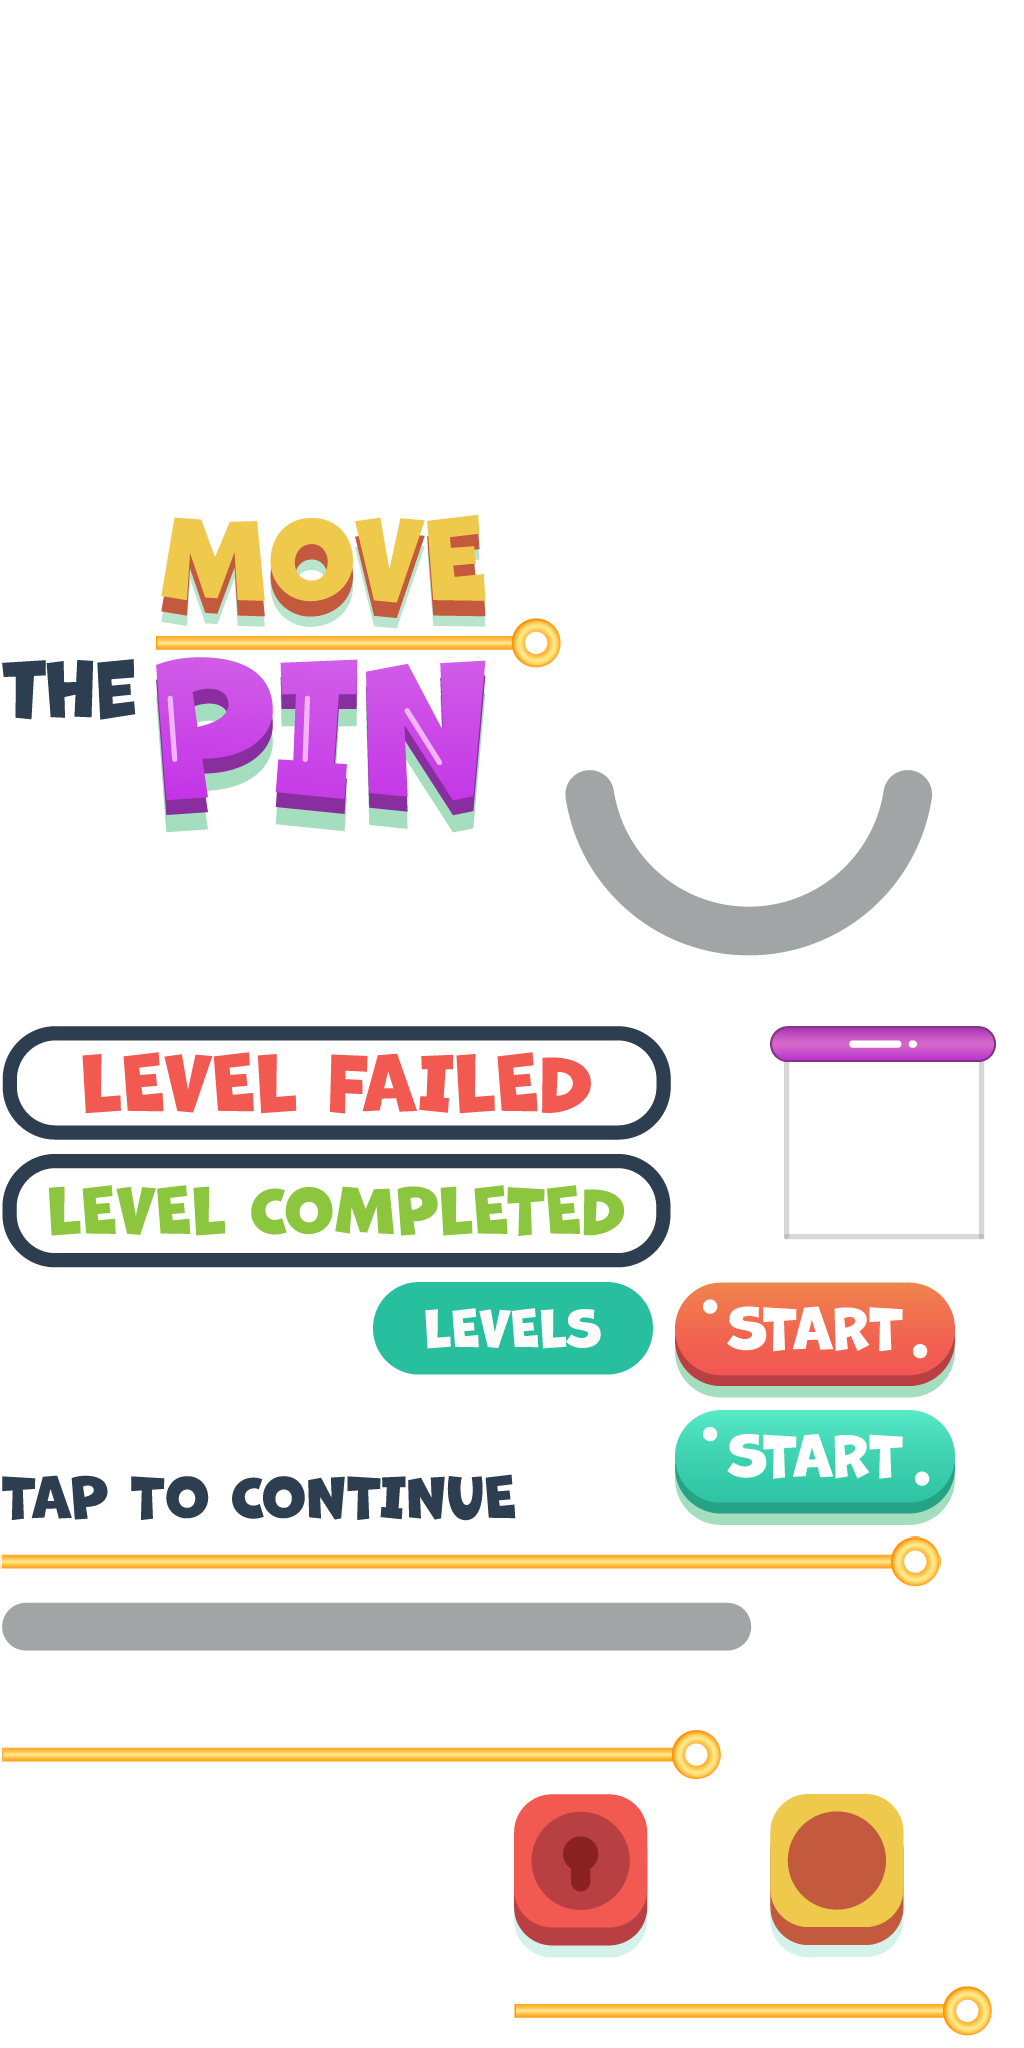 MOVE
THE PIN
LEVEL FAILED
LEVEL COMPLETED
LEVELS
START
START
TAP TO CONTINUE